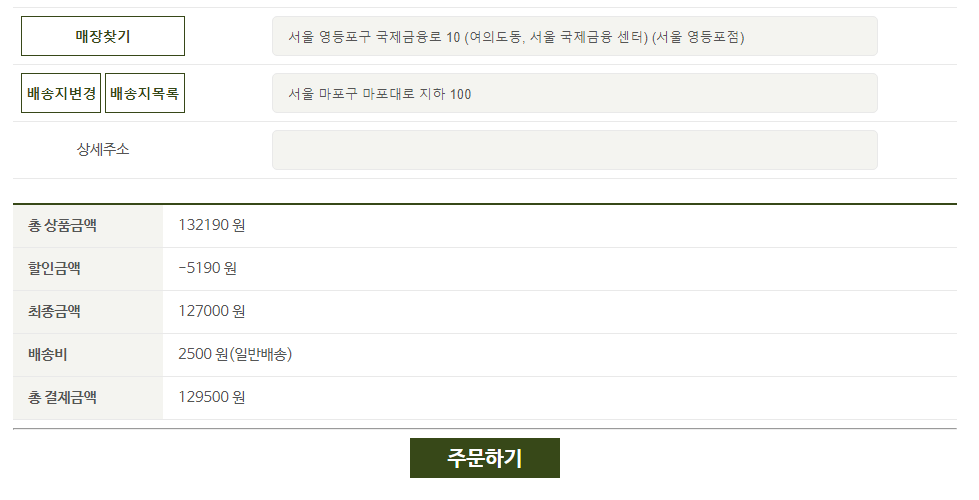 매장찾기 서울 영등포구 국제금융로 10 (여의도동, 서울 국제금융 센터) (서울 영등포점)
배송지변경 배송지목록 서울 마포구 마포대로 지하 100
상세주소
총 상품금액 132190 원
할인금액 -5190 원
최종금액 127000 원
배송비 2500 원(일반배송)
총 결제금액 129500 원
주문하기